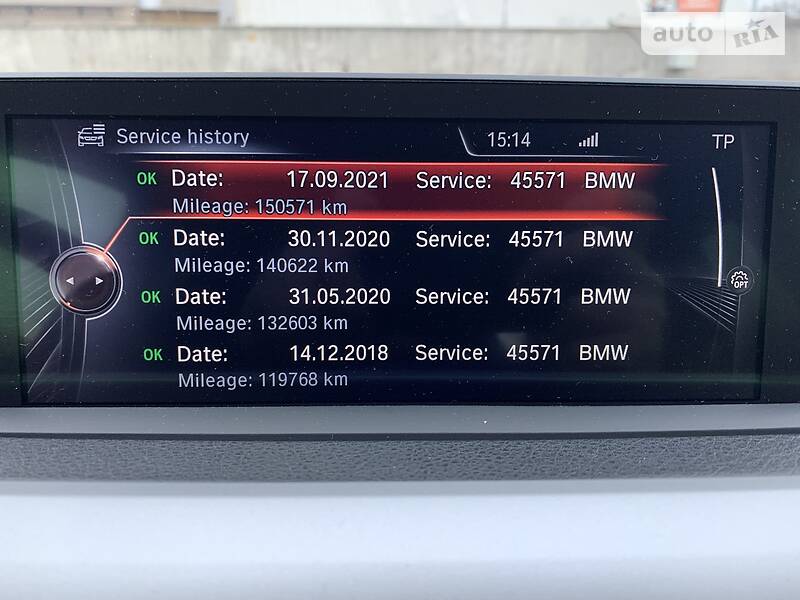 auto RIA
Service history 15:14 TP
OK Date: 17.09.2021 Service: 45571 BMW
Mileage: 150571 km
OK Date: 30.11.2020 Service: 45571 BMW
Mileage: 140622 km
OPT
OK Date: 31.05.2020 Service: 45571 BMW
Mileage: 132603 km
OK Date: 14.12.2018 Service: 45571 BMW
Mileage: 119768 km